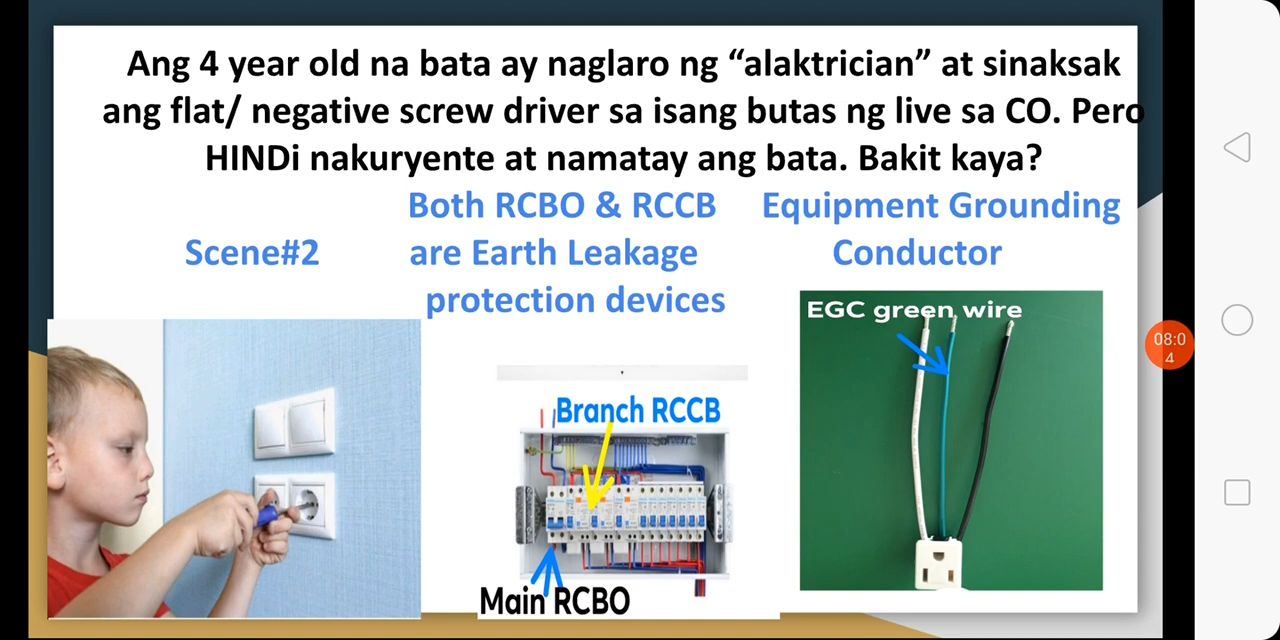 Ang 4 year old na bata ay naglaro ng “alaktrician” at sinaksak
ang flat/ negative screw driver sa isang butas ng live sa CO. Pero
HINDi nakuryente at namatay ang bata. Bakit kaya?
Scene#2
Both RCBO & RCCB
are Earth Leakage
protection devices
Equipment Grounding
Conductor
Branch RCCB
Main RCBO
EGC green wire
08:0
4